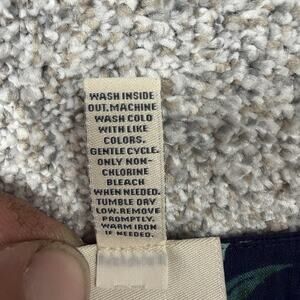 WASH INSIDE
OUT.MACHINE
WASH COLD
WITH LIKE
COLORS.
GENTLE CYCLE.
ONLY NON-
CHLORINE
BLEACH
WHEN NEEDED.
TUMBLE DRY
LOW.REMOVE
PROMPTLY.
WARM IRON
IF NEEDED.